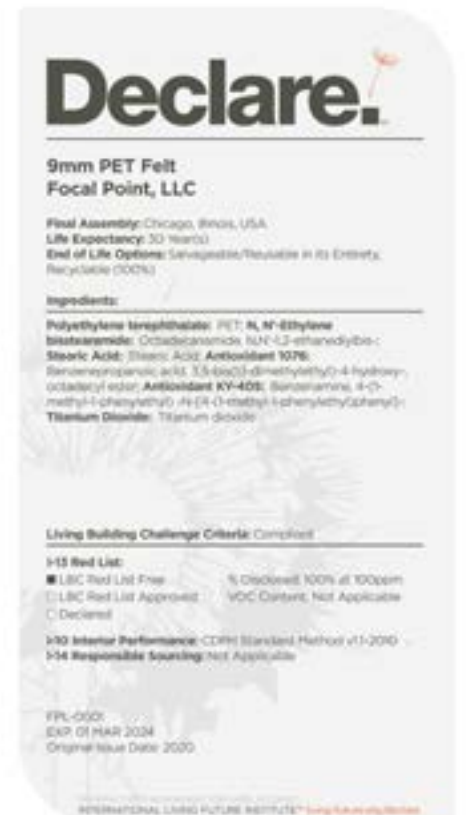 Declare.
9mm PET Felt
Focal Point, LLC
Final Assembly: Chicago, Illinois, USA
Life Expectancy: 30 Year(s)
End of Life Options: Salvageable/Reusable in its Entirety,
Recyclable (100%)
Ingredients:
Polyethylene terephthalate: PET; N, N'-Ethylene
bisstearamide: Octadecanamide, N,N'-1,2-ethanediylbis-;
Stearic Acid: Stearic Acid; Antioxidant 1076:
Benzenepropanoic acid, 3,5-bis(1,1-dimethylethyl)-4-hydroxy-,
octadecyl ester; Antioxidant KY-405: Benzenamine, 4-(1-
methyl-1-phenylethyl)-N-[4-(1-methyl-1-phenylethyl)phenyl]-;
Titanium Dioxide: Titanium dioxide
Living Building Challenge Criteria: Compliant
I-13 Red List:
LBC Red List Free % Disclosed: 100% at 100ppm
LBC Red List Approved VOC Content: Not Applicable
Declared
I-10 Interior Performance: CDPH Standard Method v1.1-2010
I-14 Responsible Sourcing: Not Applicable
FPL-0001
EXP. 01 MAR 2024
Original Issue Date: 2020
INTERNATIONAL LIVING FUTURE INSTITUTE™ living-future.org/declare